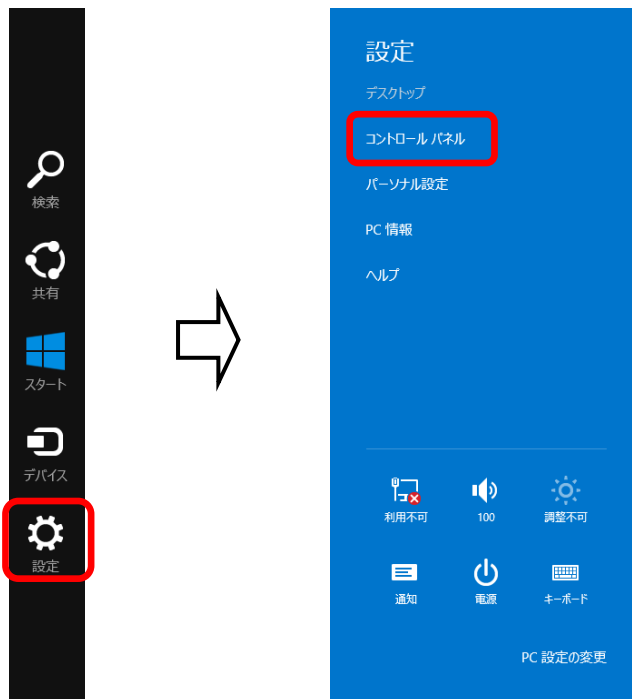 検索
共有
スタート
デバイス
設定
設定
デスクトップ
コントロール パネル
パーソナル設定
PC 情報
ヘルプ
利用不可
100
調整不可
通知
電源
キーボード
PC 設定の変更